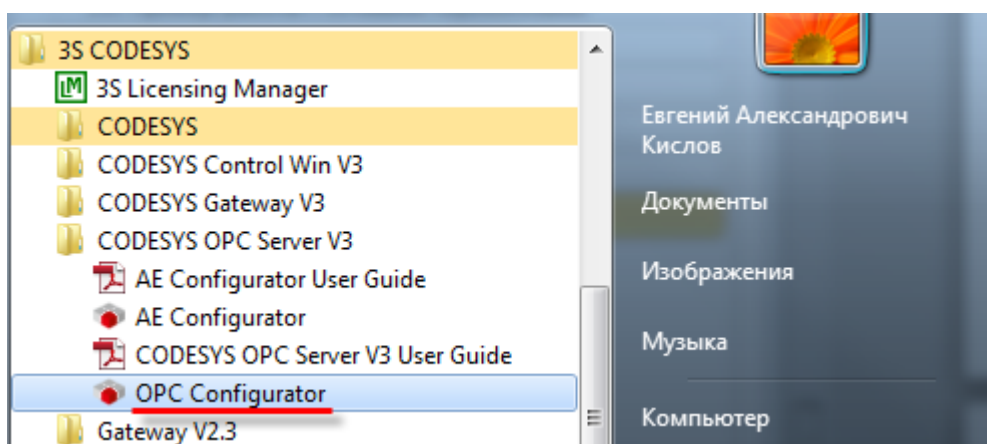 3S CODESYS
LM 3S Licensing Manager
CODESYS
CODESYS Control Win V3
CODESYS Gateway V3
CODESYS OPC Server V3
AE Configurator User Guide
AE Configurator
CODESYS OPC Server V3 User Guide
OPC Configurator
Gateway V2.3
Евгений Александрович
Кислов
Документы
Изображения
Музыка
Компьютер